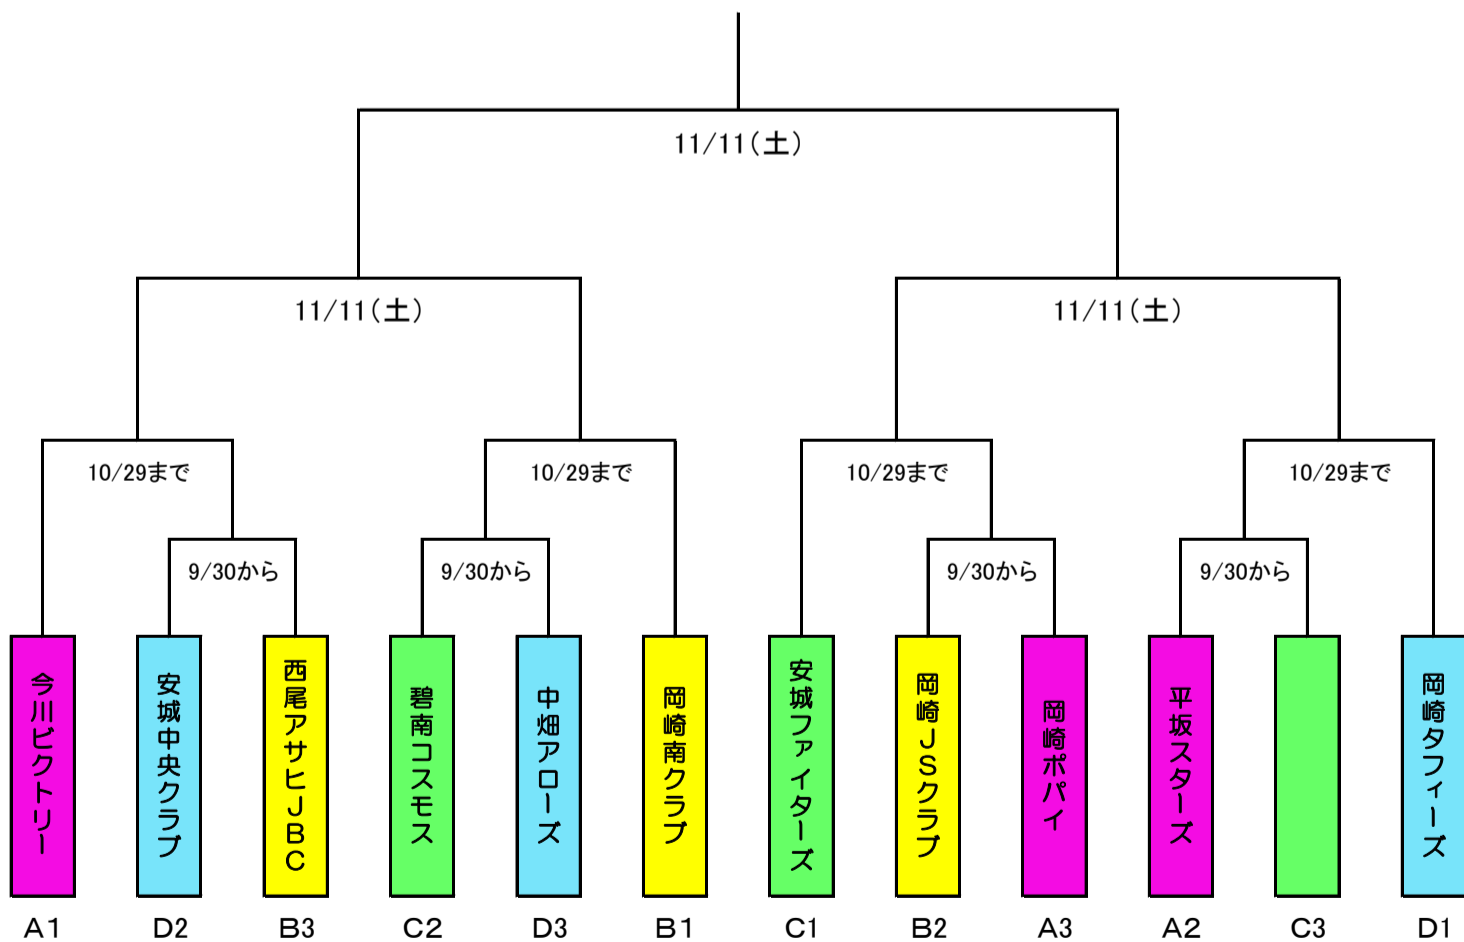 11/11(土)
11/11(土)
11/11(土)
10/29まで
10/29まで
10/29まで
10/29まで
9/30から
9/30から
9/30から
9/30から
今川ビクトリー
安城中央クラブ
西尾アサヒJBC
碧南コスモス
中畑アローズ
岡崎南クラブ
安城ファイターズ
岡崎JSクラブ
岡崎ポパイ
平坂スターズ
岡崎タフィーズ
A1
D2
B3
C2
D3
B1
C1
B2
A3
A2
C3
D1